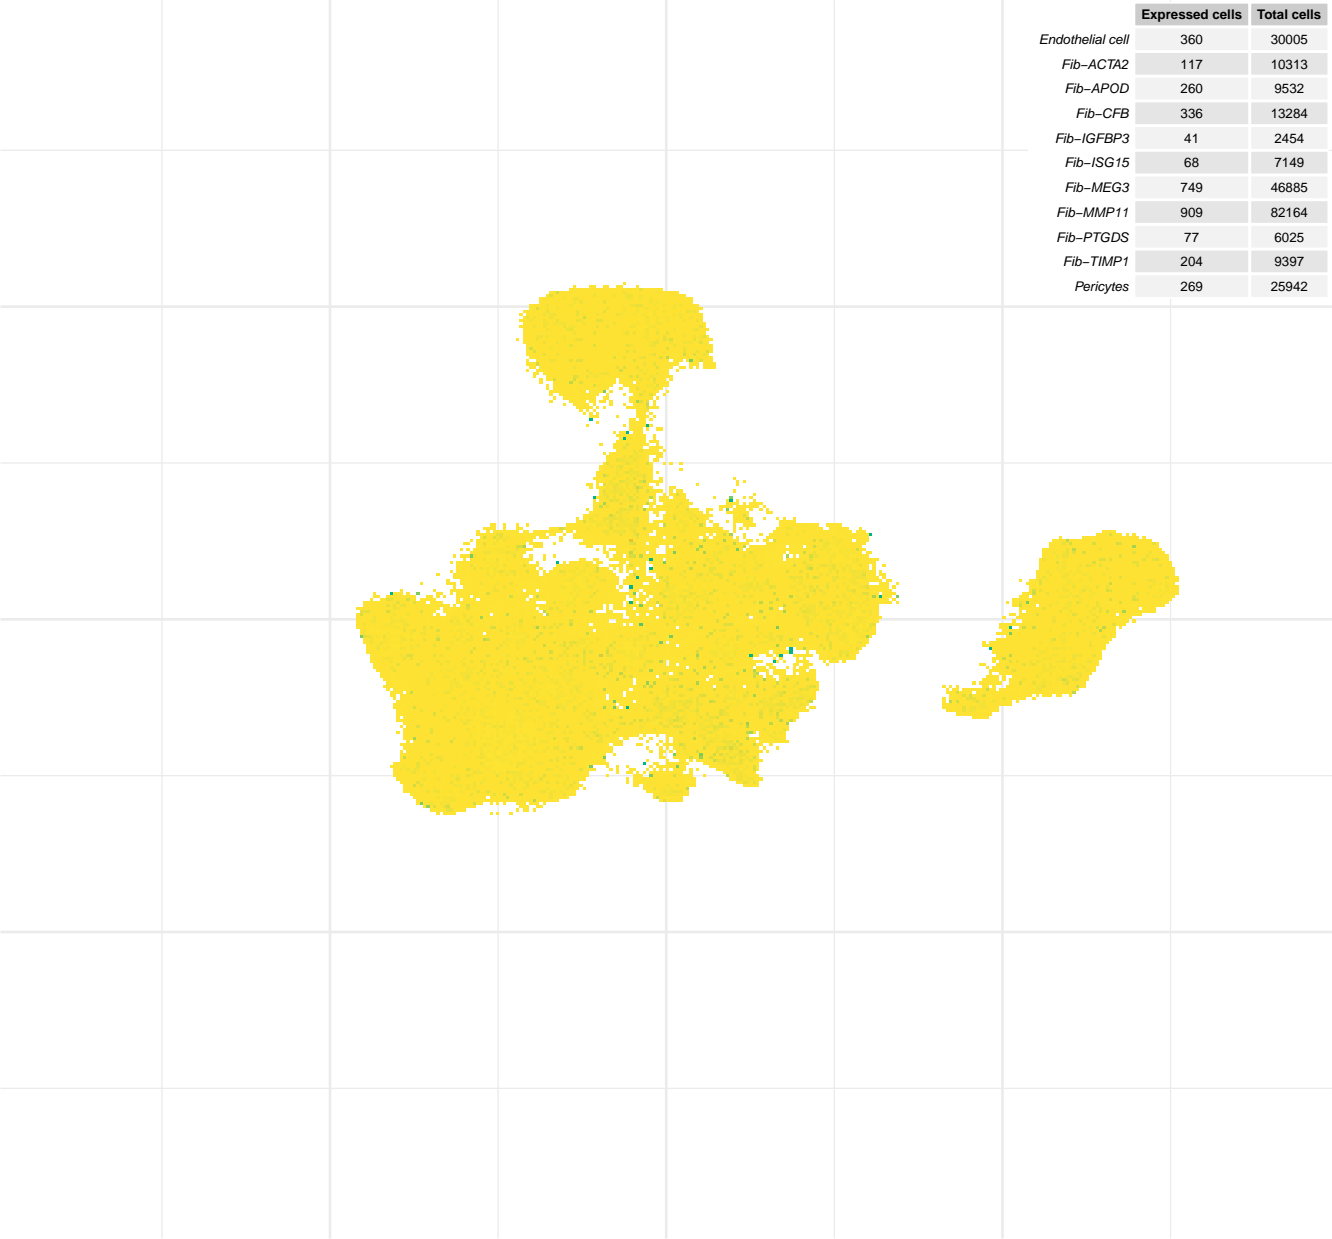 Expressed cells Total cells
Endothelial cell 360 30005
Fib−ACTA2 117 10313
Fib−APOD 260 9532
Fib−CFB 336 13284
Fib−IGFBP3 41 2454
Fib−ISG15 68 7149
Fib−MEG3 749 46885
Fib−MMP11 909 82164
Fib−PTGDS 77 6025
Fib−TIMP1 204 9397
Pericytes 269 25942